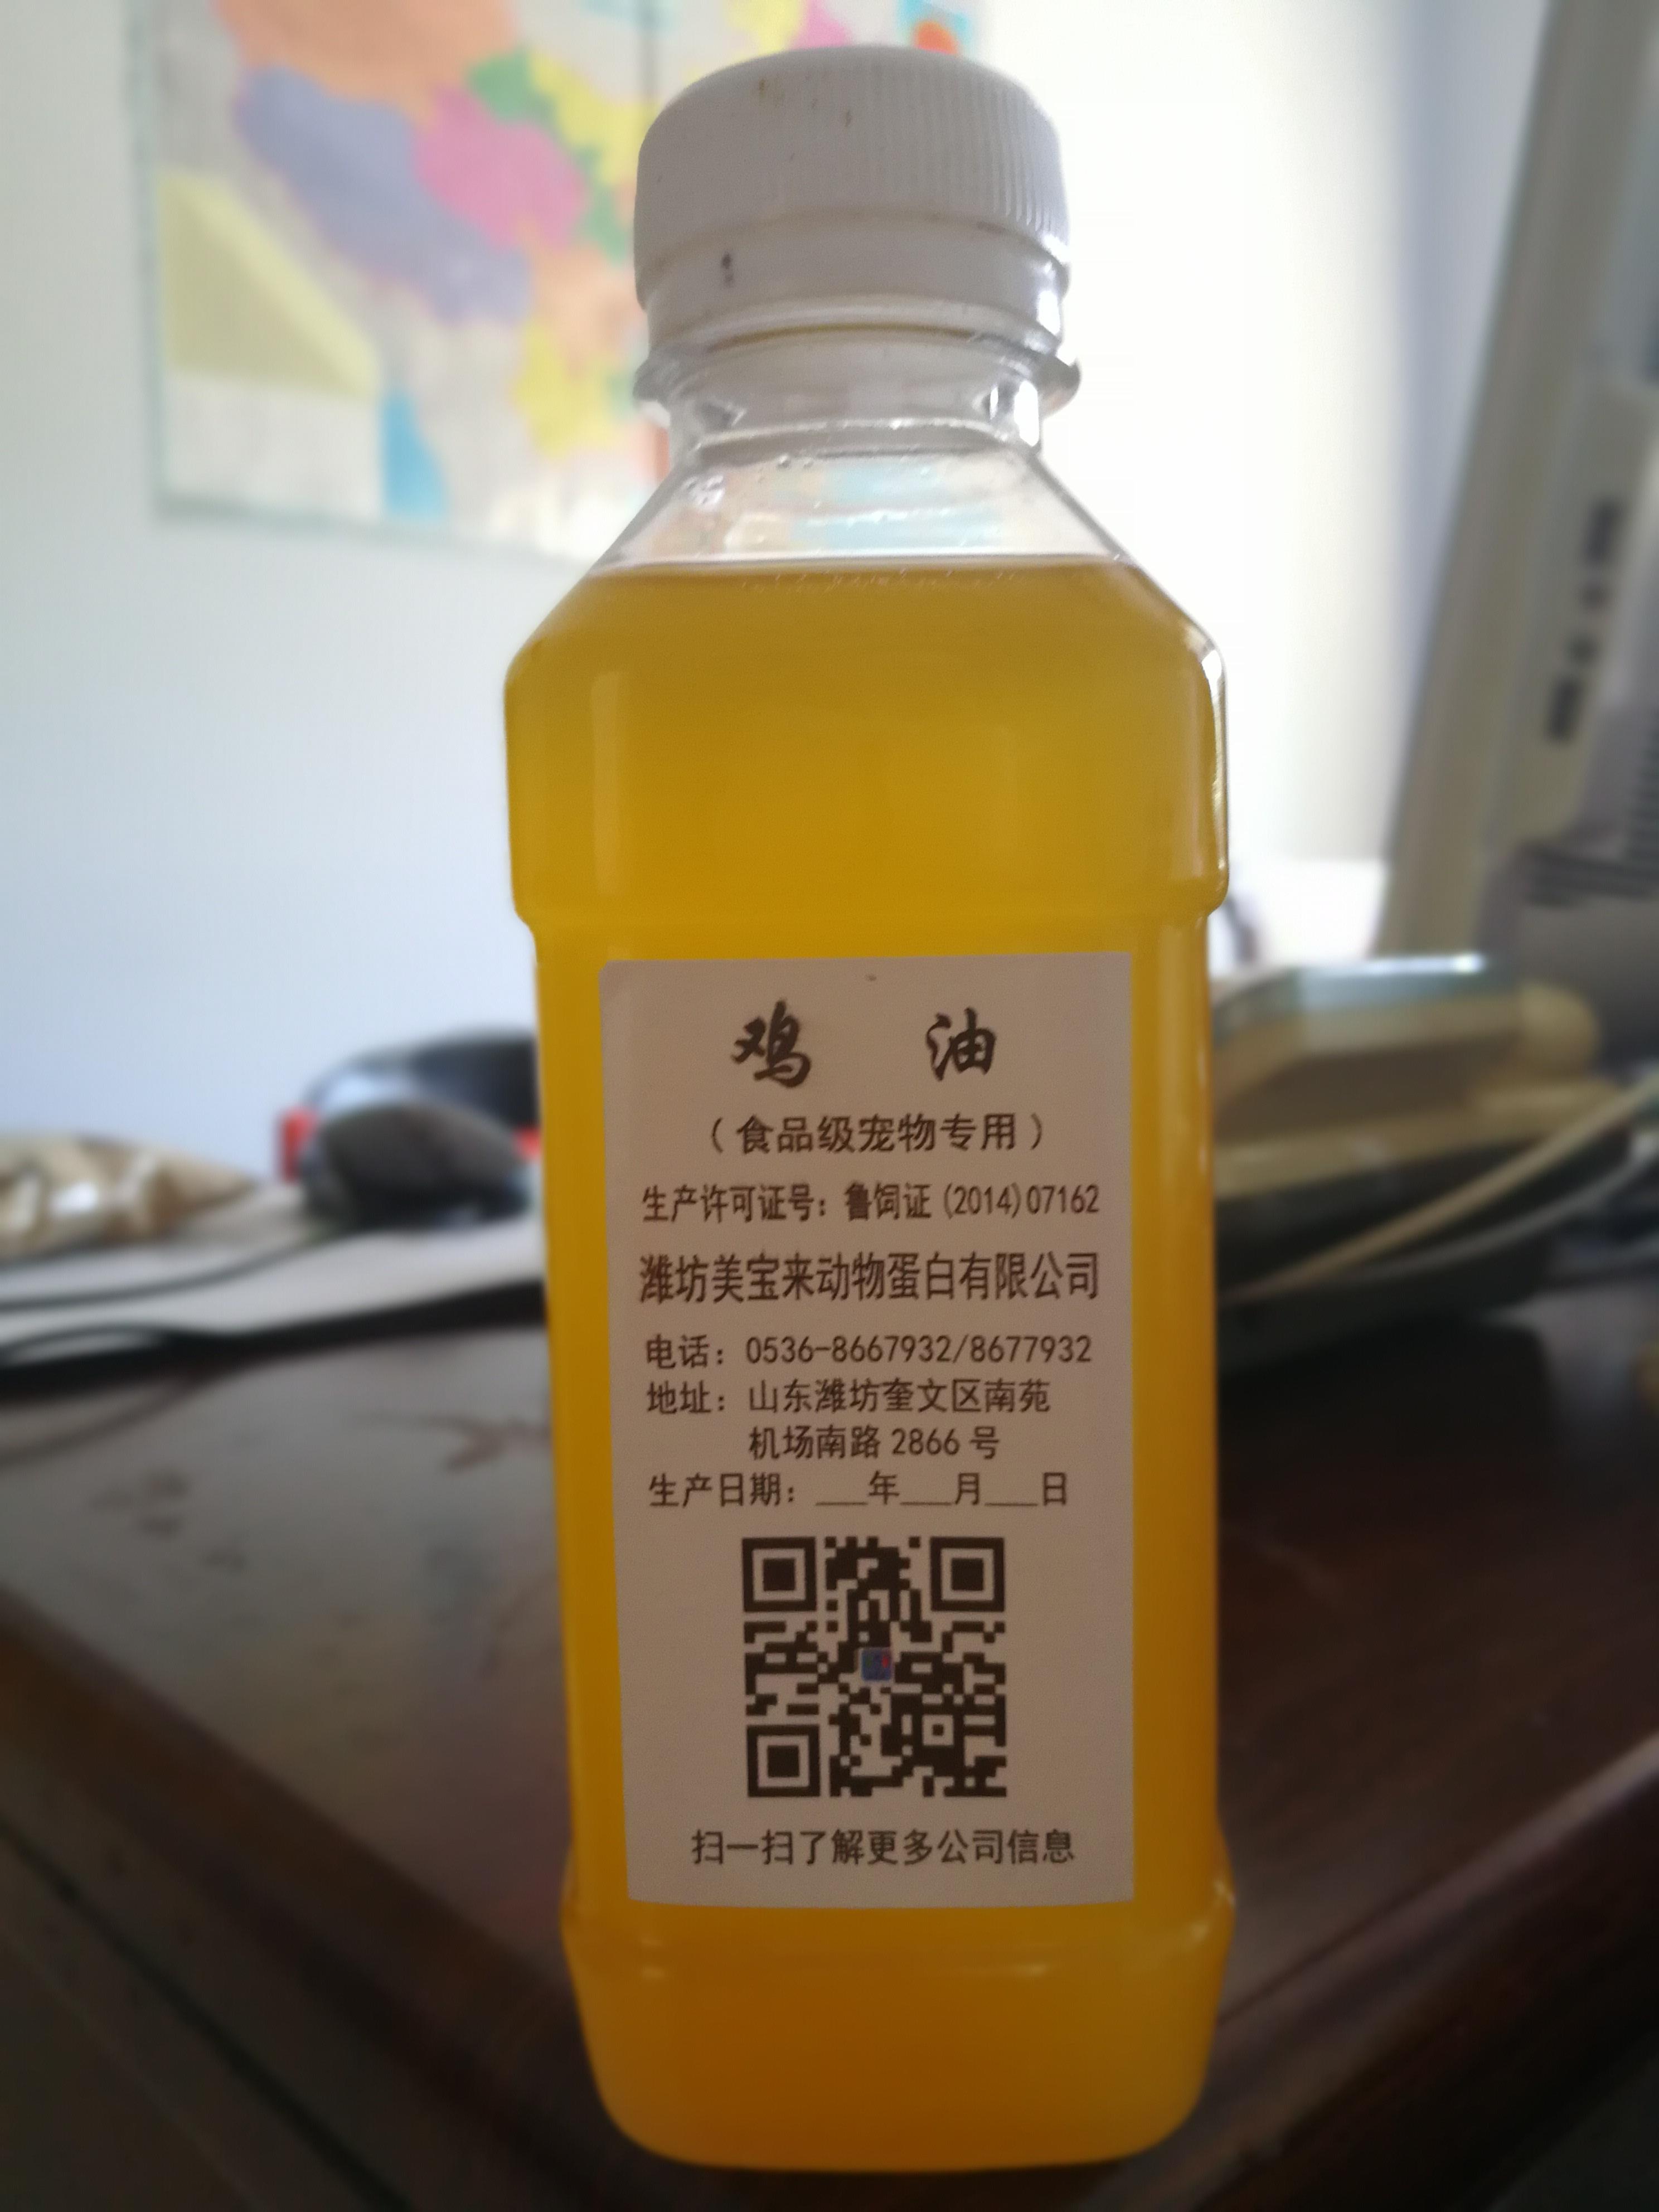 鸡 油
（食品级宠物专用）
生产许可证号：鲁饲证(2014)07162
潍坊美宝来动物蛋白有限公司
电话：0536-8667932/8677932
地址：山东潍坊奎文区南苑
机场南路 2866 号
生产日期：___年___月___日
扫一扫了解更多公司信息